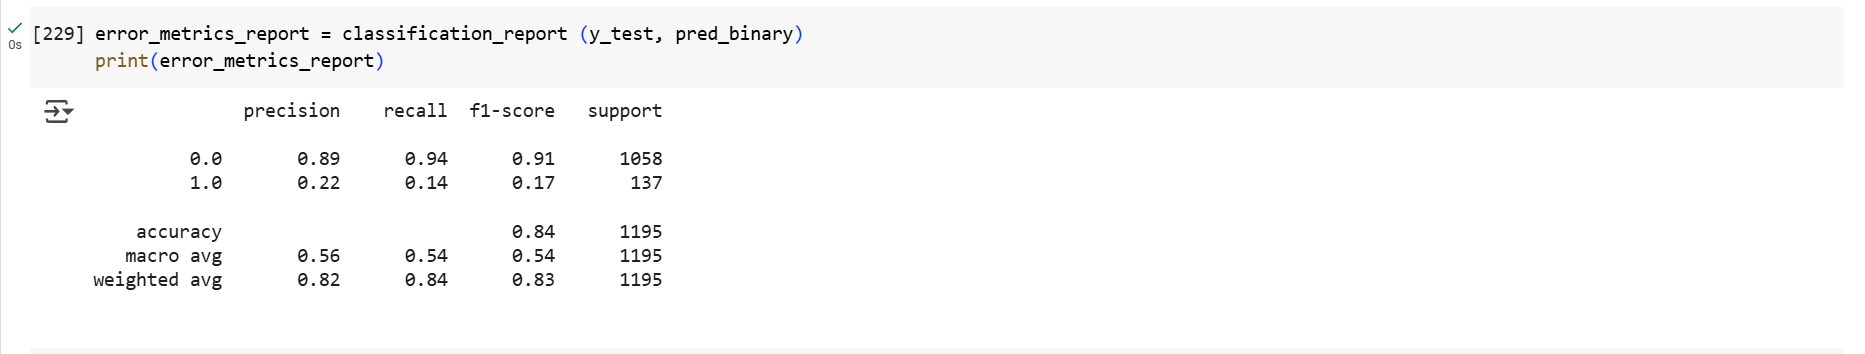 [229] error_metrics_report = classification_report (y_test, pred_binary)
0s
print(error_metrics_report)
precision recall f1-score support
0.0 0.89 0.94 0.91 1058
1.0 0.22 0.14 0.17 137
accuracy 0.84 1195
macro avg 0.56 0.54 0.54 1195
weighted avg 0.82 0.84 0.83 1195